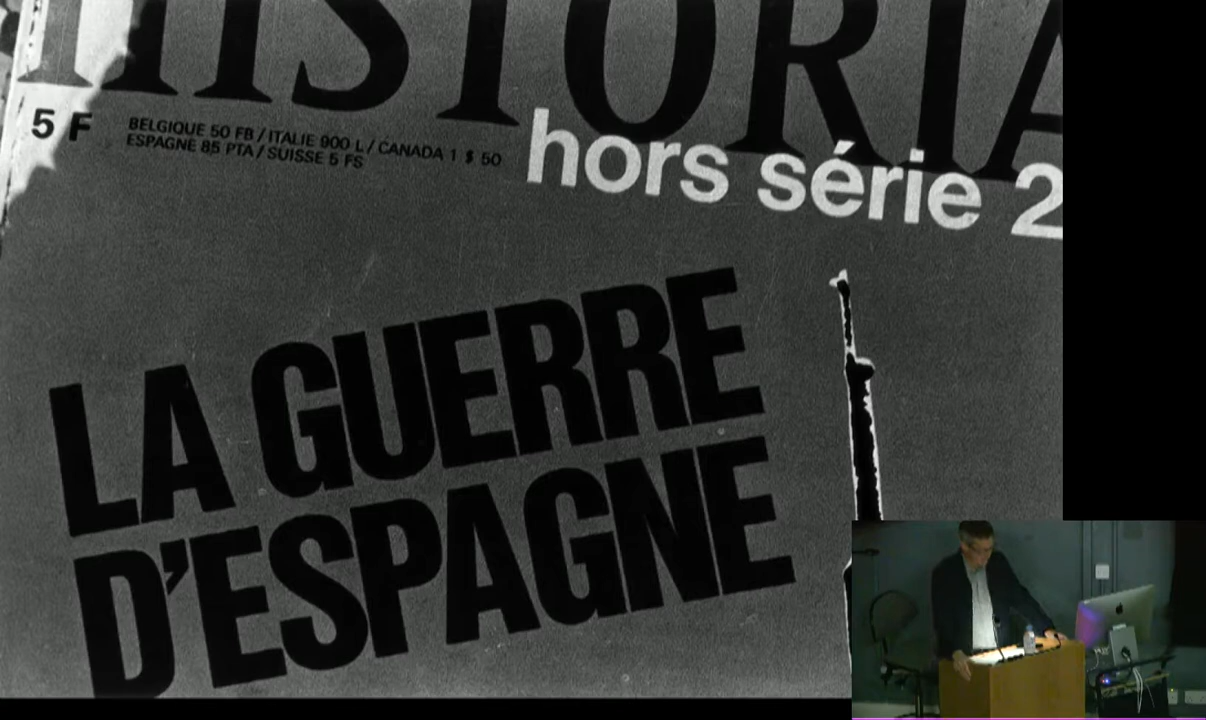 HISTORIA
hors série 2
5 F
BELGIQUE 50 FB / ITALIE 900 L / CANADA 1 $ 50
ESPAGNE 85 PTA / SUISSE 5 FS
LA GUERRE
D'ESPAGNE